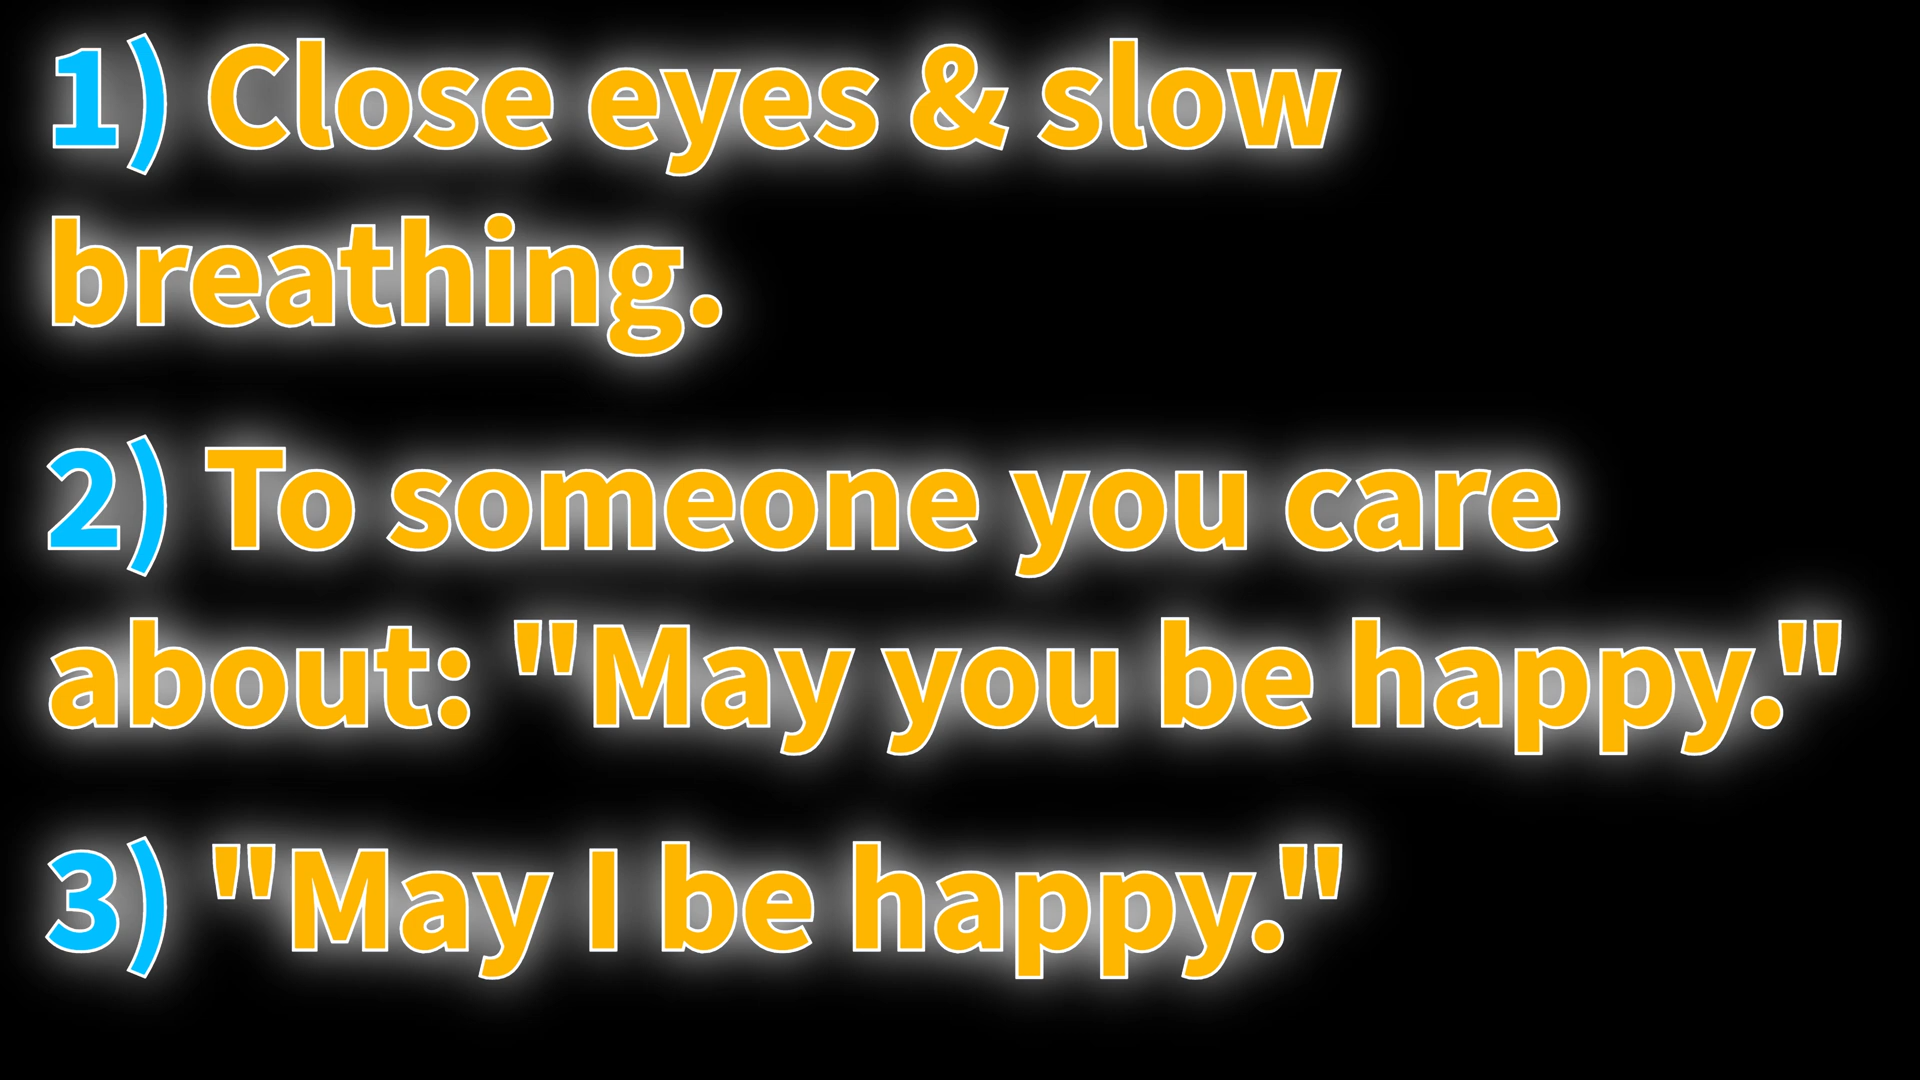 1) Close eyes & slow
breathing.
2) To someone you care
about: "May you be happy."
3) "May I be happy."